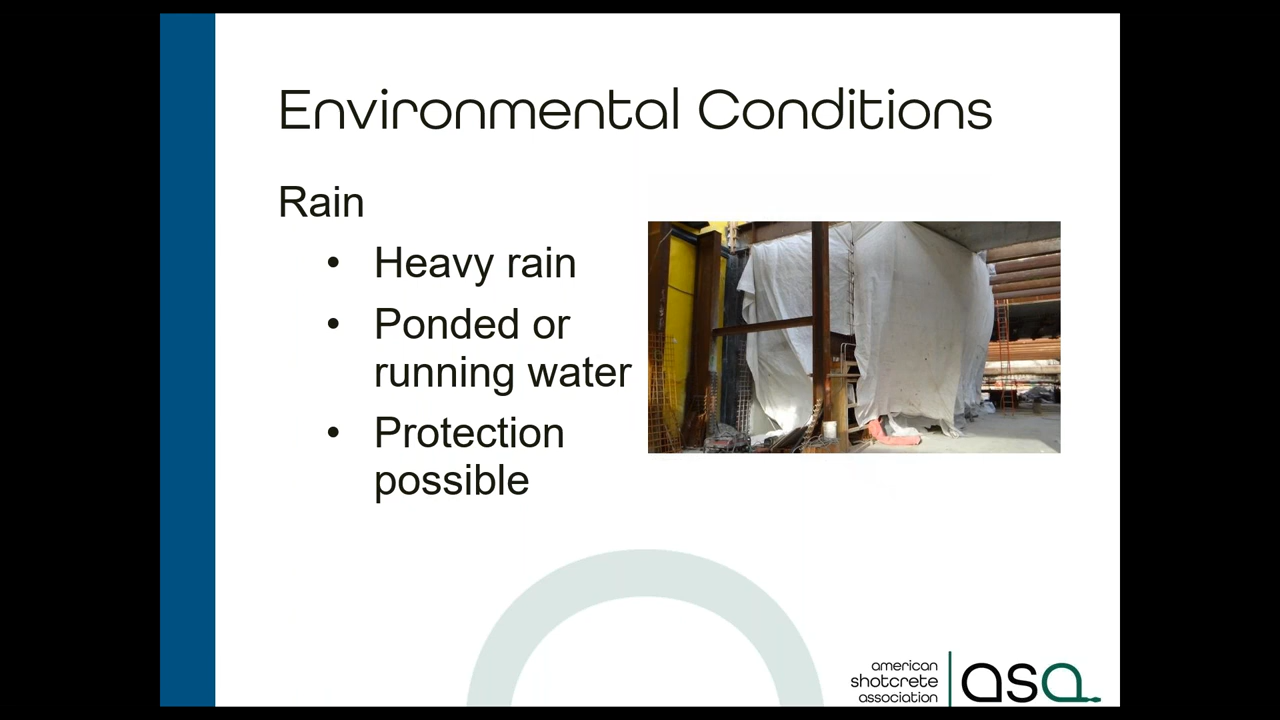 Environmental Conditions
Rain
• Heavy rain
• Ponded or
running water
• Protection
possible
american
shotcrete
association
asa